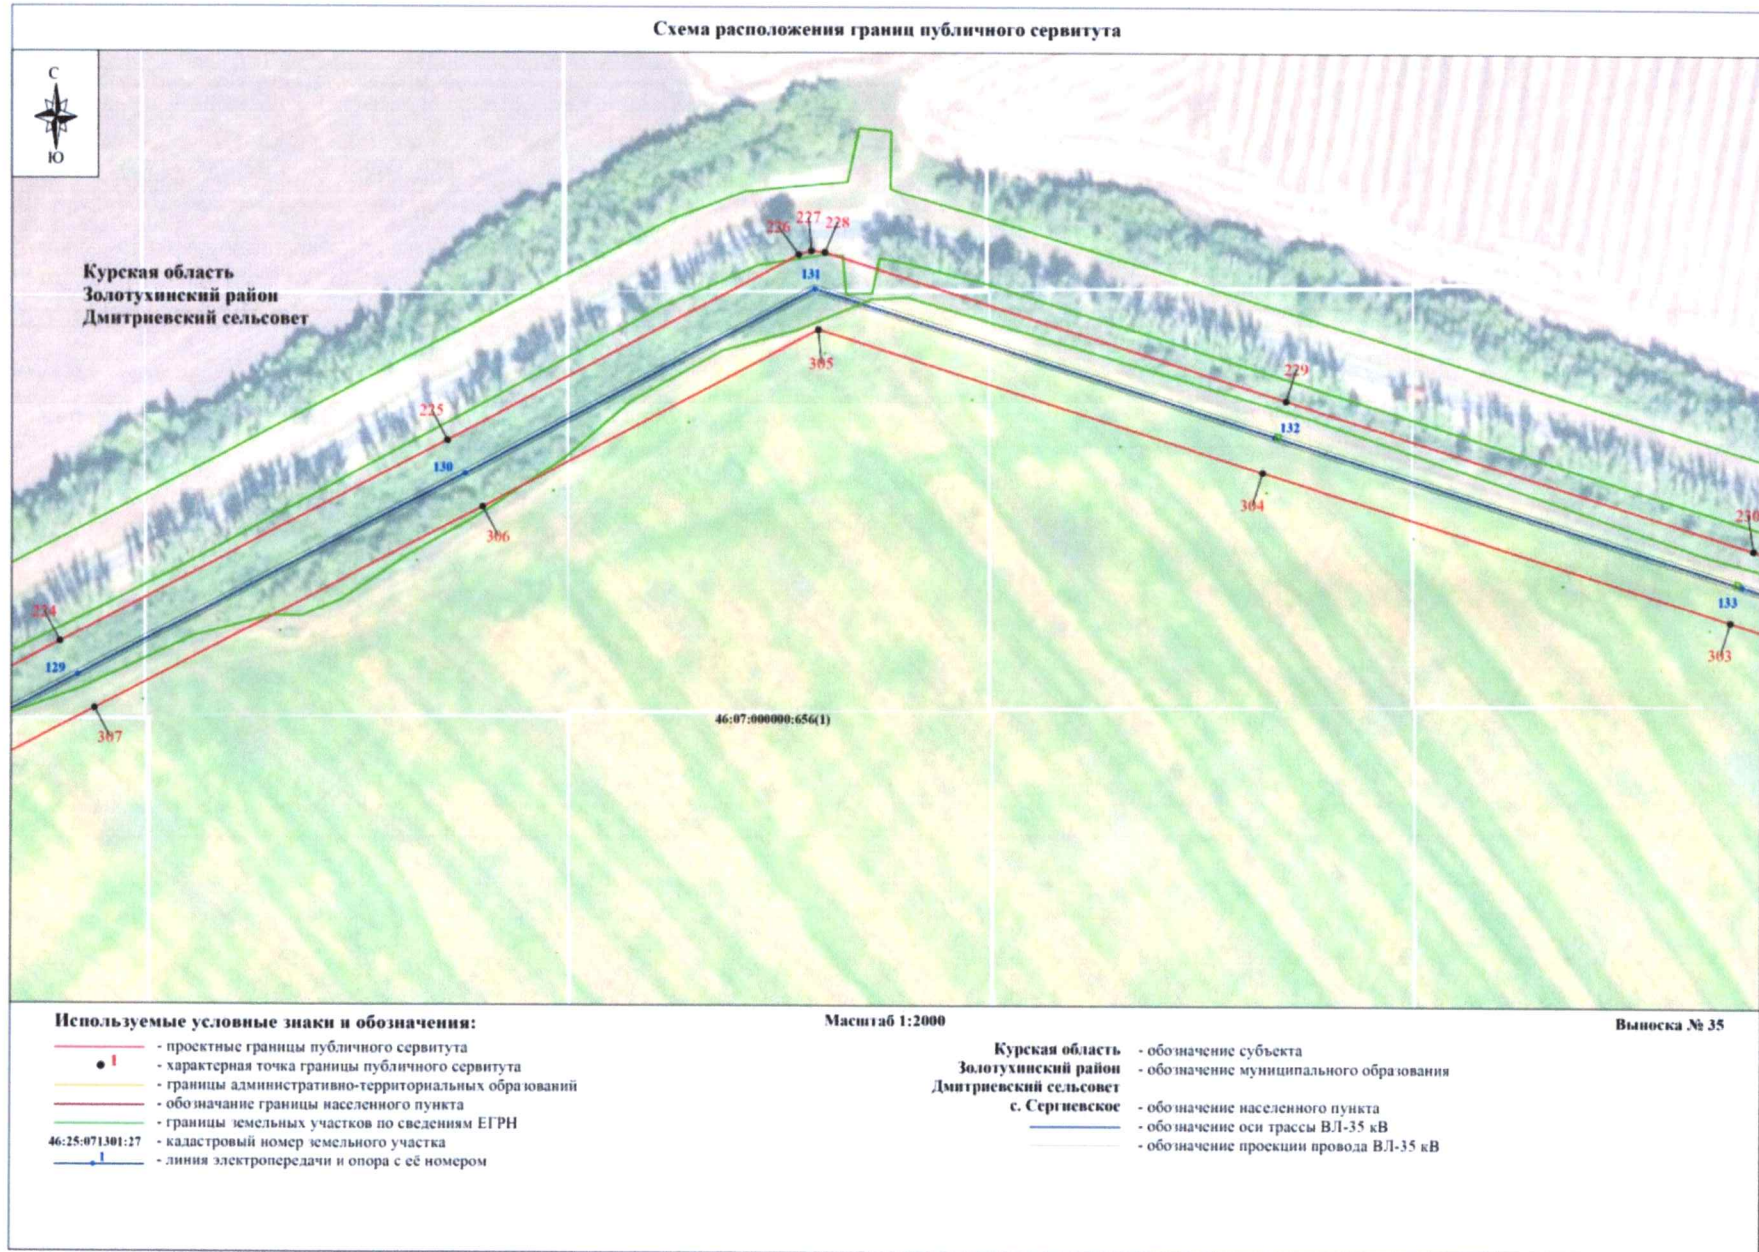 Схема расположения границ публичного сервитута
С
Ю
Курская область
Золотухинский район
Дмитриевский сельсовет
226
227
228
131
305
225
130
306
229
132
304
230
133
303
224
129
307
46:07:000000:656(1)
Используемые условные знаки и обозначения:
Масштаб 1:2000
Выноска № 35
- проектные границы публичного сервитута
1 - характерная точка границы публичного сервитута
- границы административно-территориальных образований
- обозначание границы населенного пункта
- границы земельных участков по сведениям ЕГРН
46:25:071301:27 - кадастровый номер земельного участка
1 - линия электропередачи и опора с её номером
Курская область - обозначение субъекта
Золотухинский район - обозначение муниципального образования
Дмитриевский сельсовет
с. Сергиевское - обозначение населенного пункта
- обозначение оси трассы ВЛ-35 кВ
- обозначение проекции провода ВЛ-35 кВ